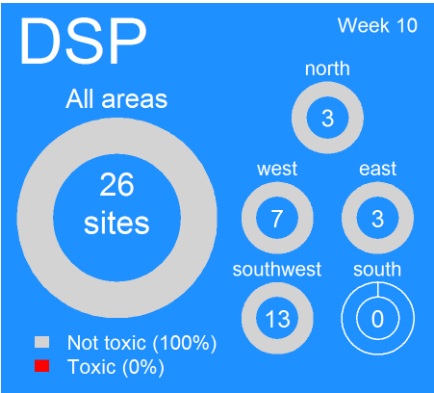 DSP
Week 10
All areas
26
sites
north
3
west
7
east
3
southwest
13
south
0
Not toxic (100%)
Toxic (0%)